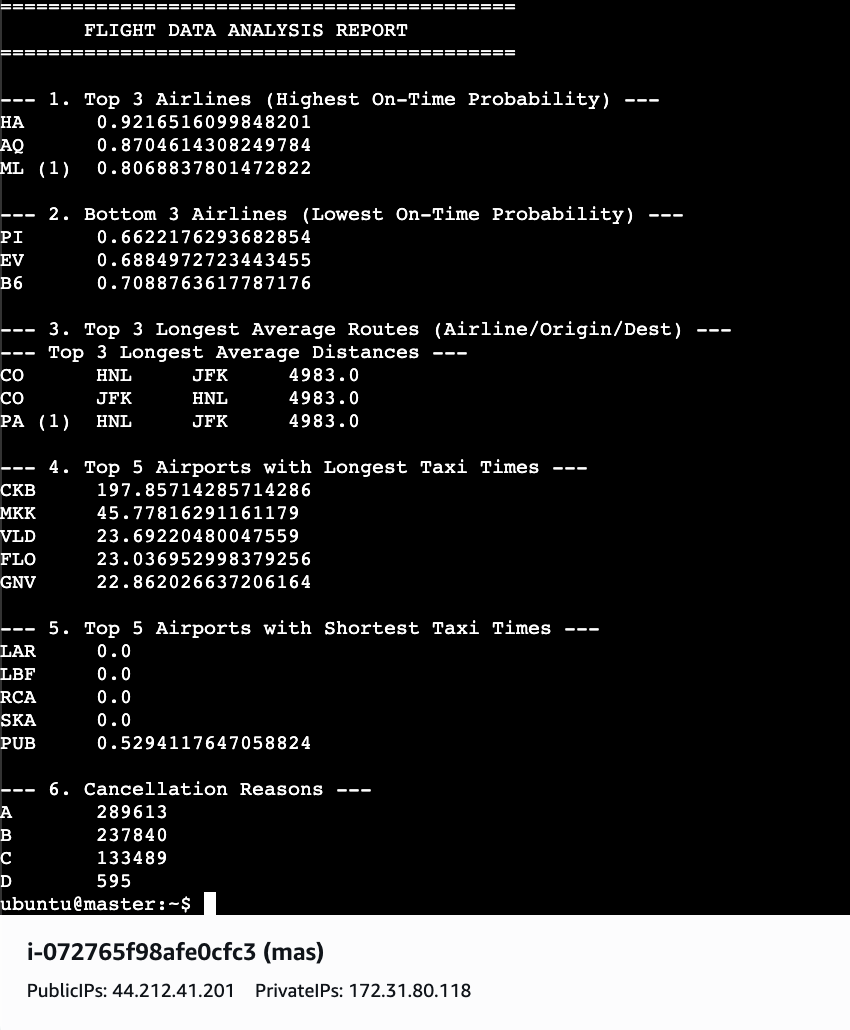 ===========================================
FLIGHT DATA ANALYSIS REPORT
===========================================
--- 1. Top 3 Airlines (Highest On-Time Probability) ---
HA 0.9216516099848201
AQ 0.8704614308249784
ML (1) 0.8068837801472822
--- 2. Bottom 3 Airlines (Lowest On-Time Probability) ---
PI 0.6622176293682854
EV 0.6884972723443455
B6 0.7088763617787176
--- 3. Top 3 Longest Average Routes (Airline/Origin/Dest) ---
--- Top 3 Longest Average Distances ---
CO HNL JFK 4983.0
CO JFK HNL 4983.0
PA (1) HNL JFK 4983.0
--- 4. Top 5 Airports with Longest Taxi Times ---
CKB 197.85714285714286
MKK 45.77816291161179
VLD 23.69220480047559
FLO 23.036952998379256
GNV 22.862026637206164
--- 5. Top 5 Airports with Shortest Taxi Times ---
LAR 0.0
LBF 0.0
RCA 0.0
SKA 0.0
PUB 0.5294117647058824
--- 6. Cancellation Reasons ---
A 289613
B 237840
C 133489
D 595
ubuntu@master:~$
i-072765f98afe0cfc3 (mas)
PublicIPs: 44.212.41.201 PrivateIPs: 172.31.80.118